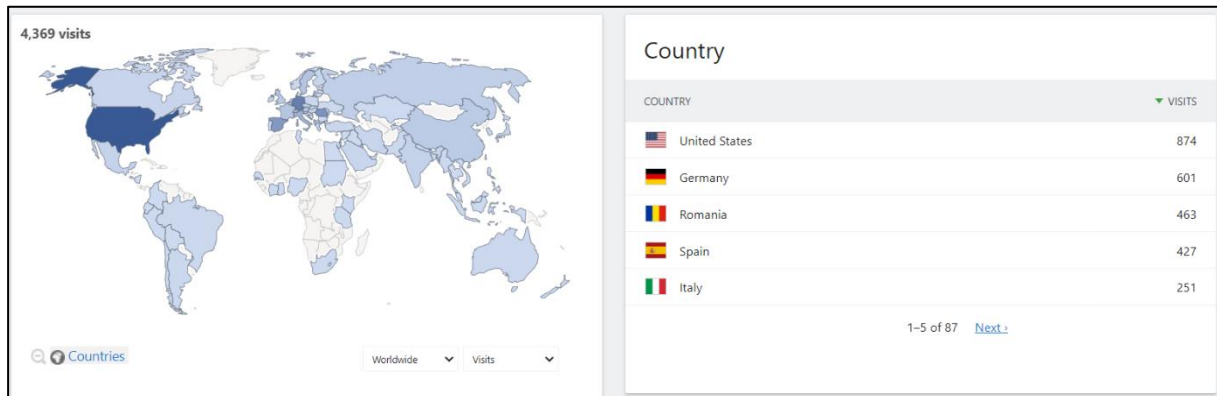 4,369 visits
Countries
Worldwide
Visits
Country
COUNTRY VISITS
United States 874
Germany 601
Romania 463
Spain 427
Italy 251
1–5 of 87 Next ›